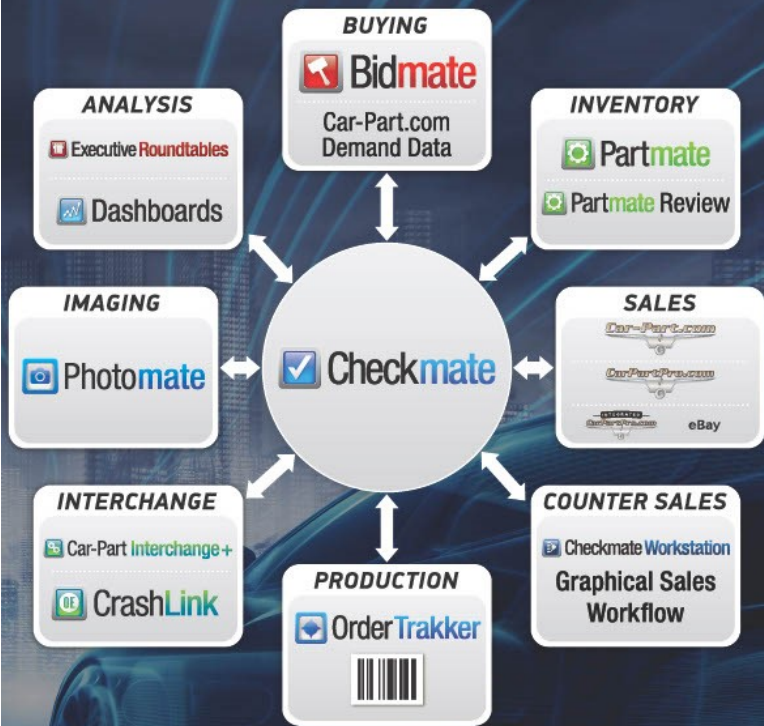 BUYING
Bidmate
Car-Part.com
Demand Data
ANALYSIS
Executive Roundtables
Dashboards
INVENTORY
Partmate
Partmate Review
IMAGING
Photomate
Checkmate
SALES
Car-Part.com
CarPartPro.com
INTEGRATED
CarPartPro.com
eBay
INTERCHANGE
Car-Part Interchange+
OE
CrashLink
PRODUCTION
OrderTrakker
COUNTER SALES
Checkmate Workstation
Graphical Sales
Workflow